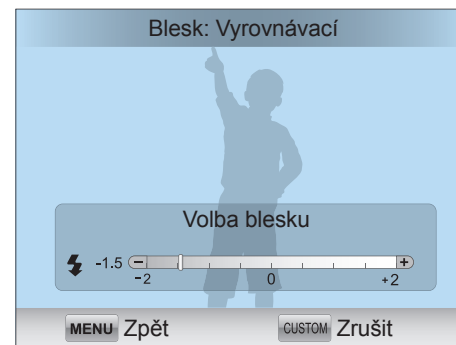 Blesk: Vyrovnávací
Volba blesku
-1.5 − +
-2 0 +2
MENU Zpět CUSTOM Zrušit